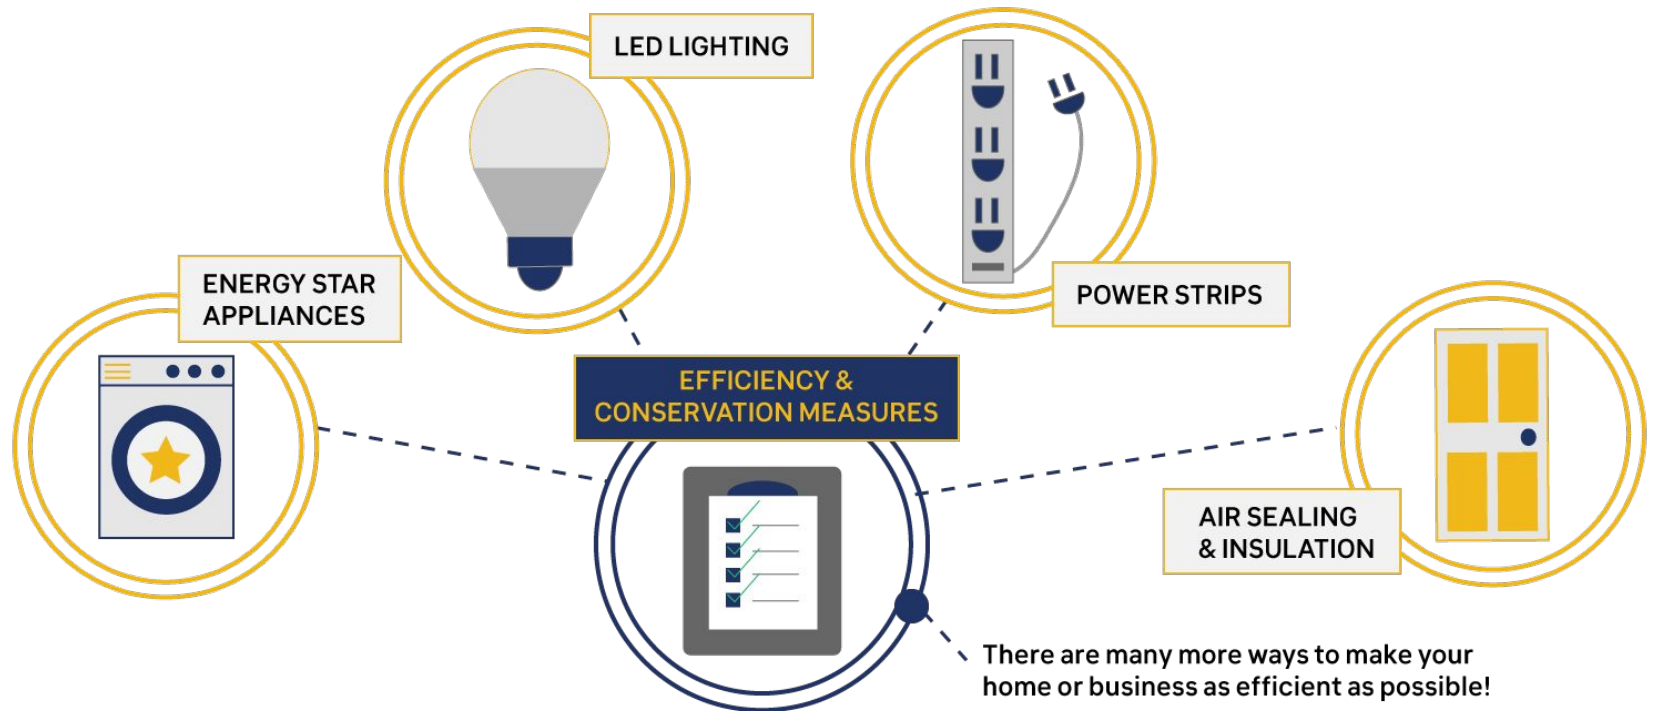 LED LIGHTING
ENERGY STAR
APPLIANCES
POWER STRIPS
EFFICIENCY &
CONSERVATION MEASURES
AIR SEALING
& INSULATION
There are many more ways to make your
home or business as efficient as possible!